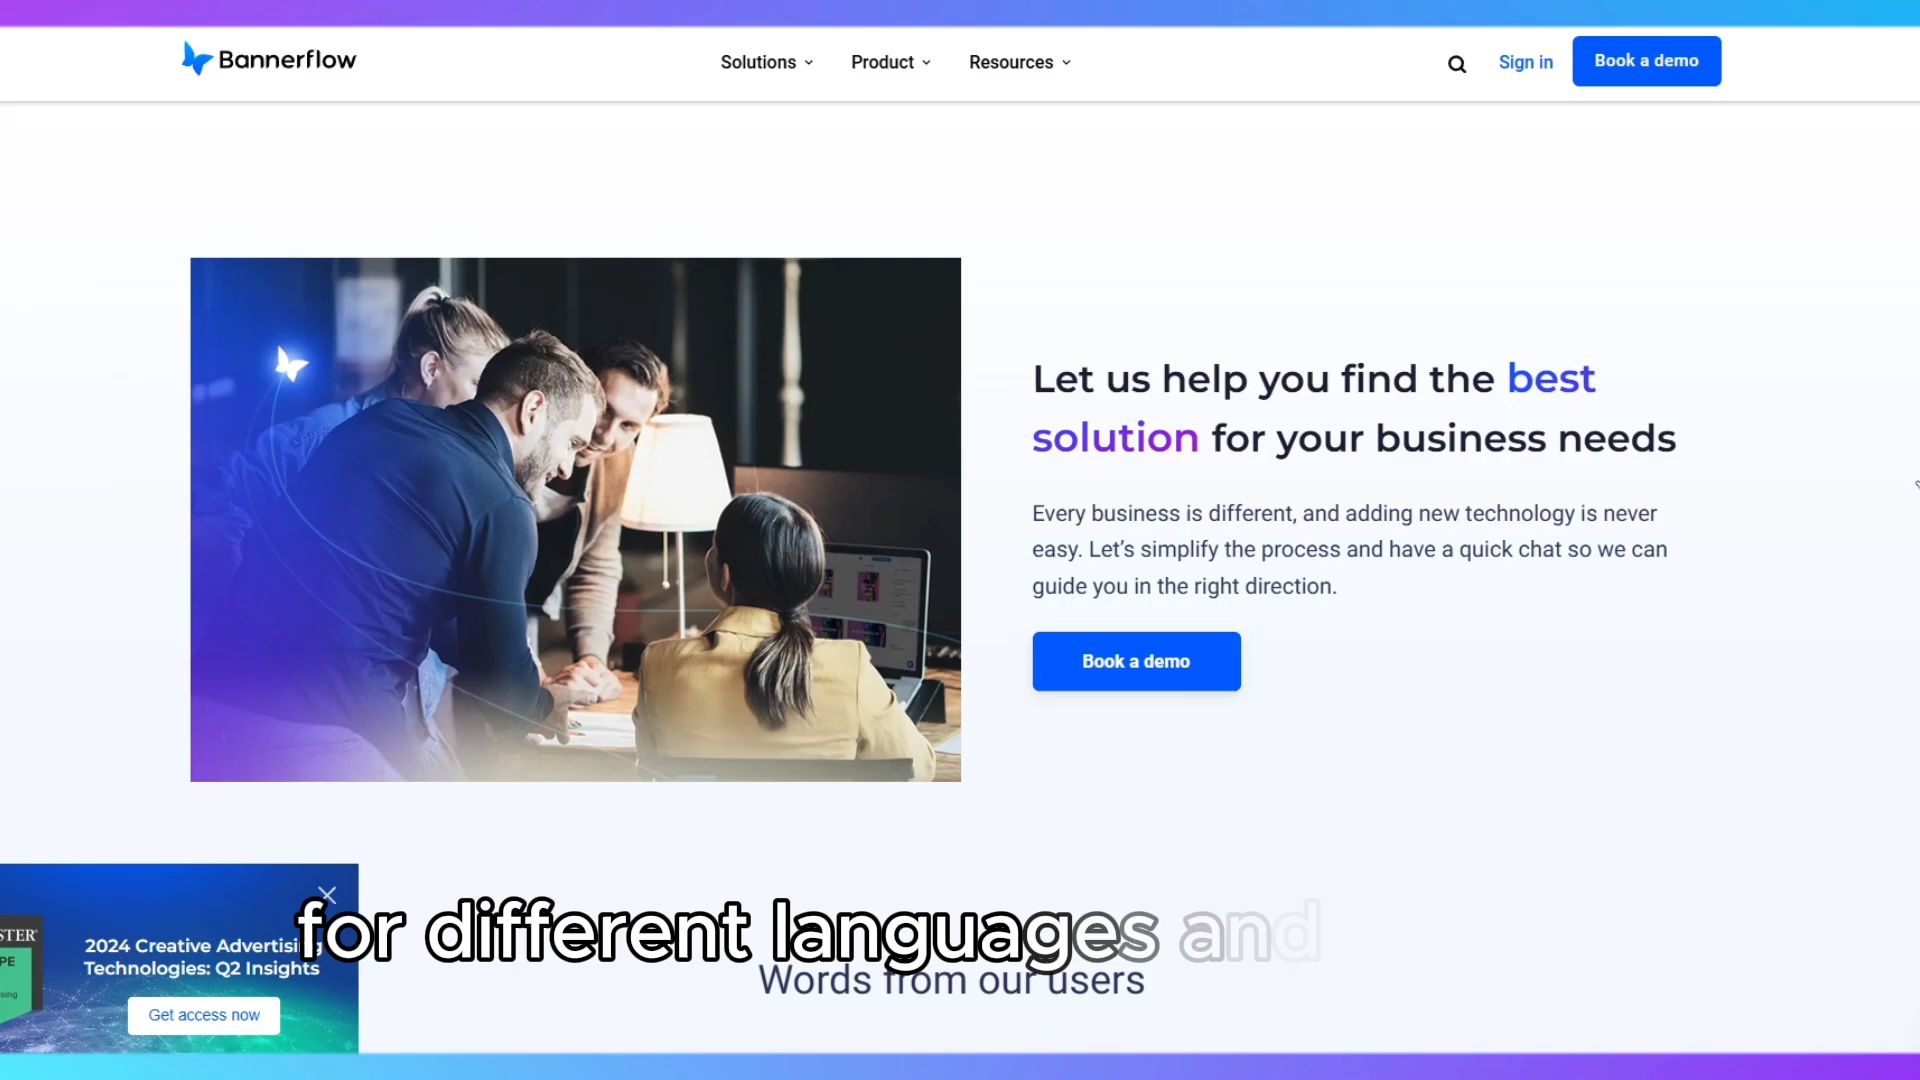 Bannerflow
Solutions
Product
Resources
Sign in
Book a demo
Let us help you find the best
solution for your business needs
Every business is different, and adding new technology is never
easy. Let’s simplify the process and have a quick chat so we can
guide you in the right direction.
Book a demo
2024 Creative Advertising
Technologies: Q2 Insights
Get access now
for different languages and
Words from our users